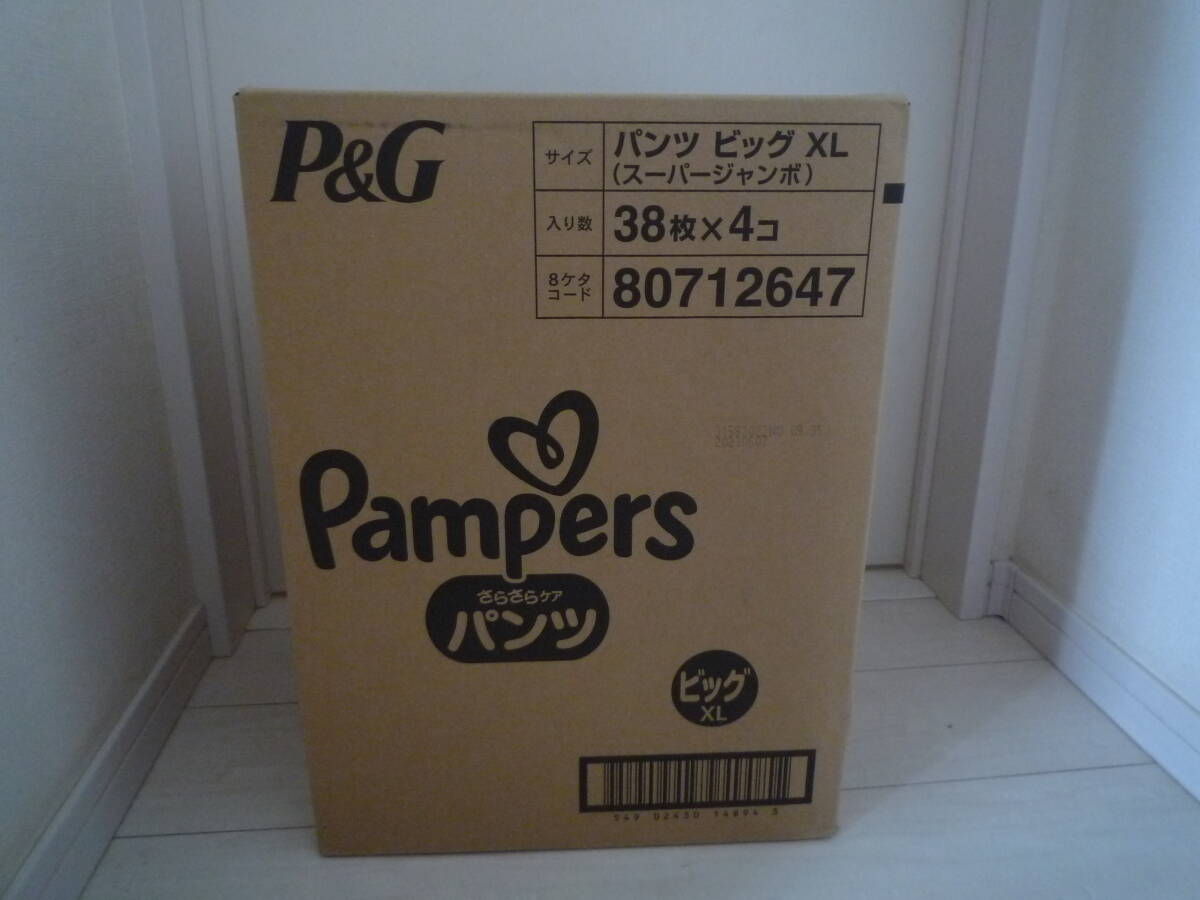 P&G
サイズ
パンツ ビッグ XL
(スーパージャンボ)
入り数
38枚×4コ
8ケタ
コード
80712647
Pampers
さらさらケア
パンツ
ビッグ
XL